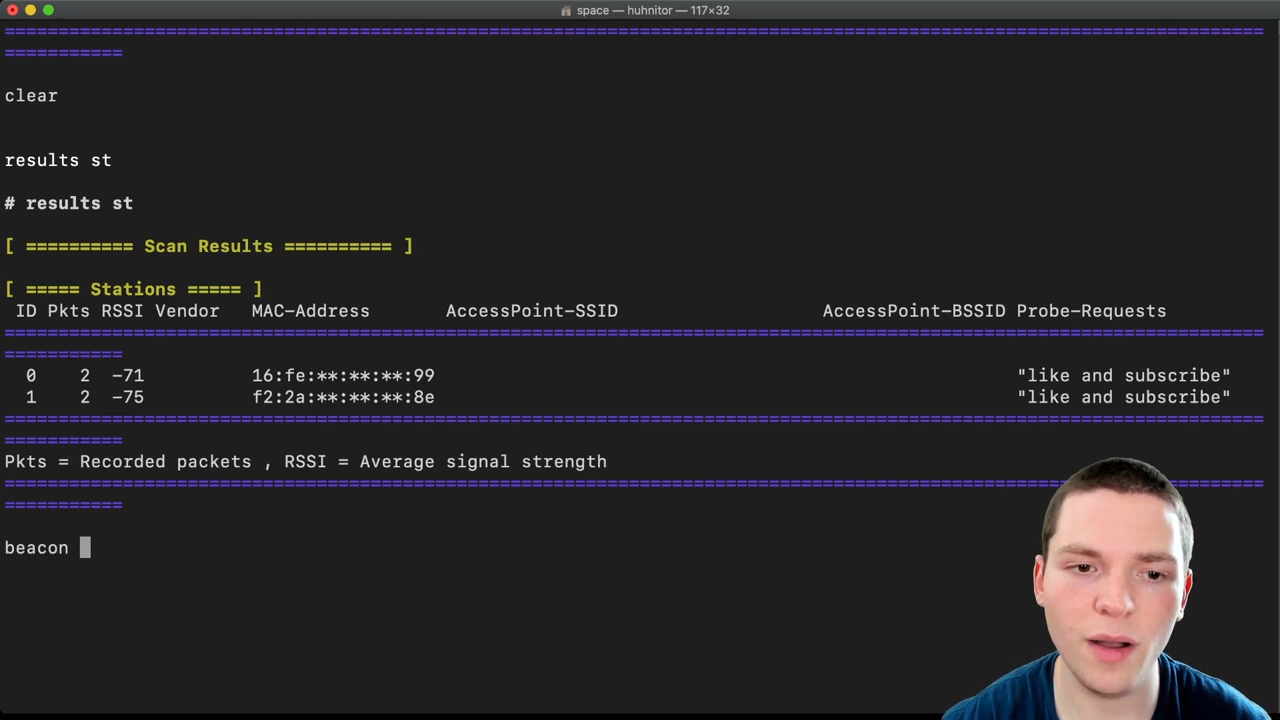 space — huhnitor — 117×32
=====================================================================================================================
===========
clear
results st
# results st
[ ========== Scan Results ========== ]
[ ===== Stations ===== ]
ID Pkts RSSI Vendor MAC-Address AccessPoint-SSID AccessPoint-BSSID Probe-Requests
=====================================================================================================================
===========
0 2 -71 16:fe:**:**:**:99 "like and subscribe"
1 2 -75 f2:2a:**:**:**:8e "like and subscribe"
=====================================================================================================================
===========
Pkts = Recorded packets , RSSI = Average signal strength
=====================================================================================================================
===========
beacon